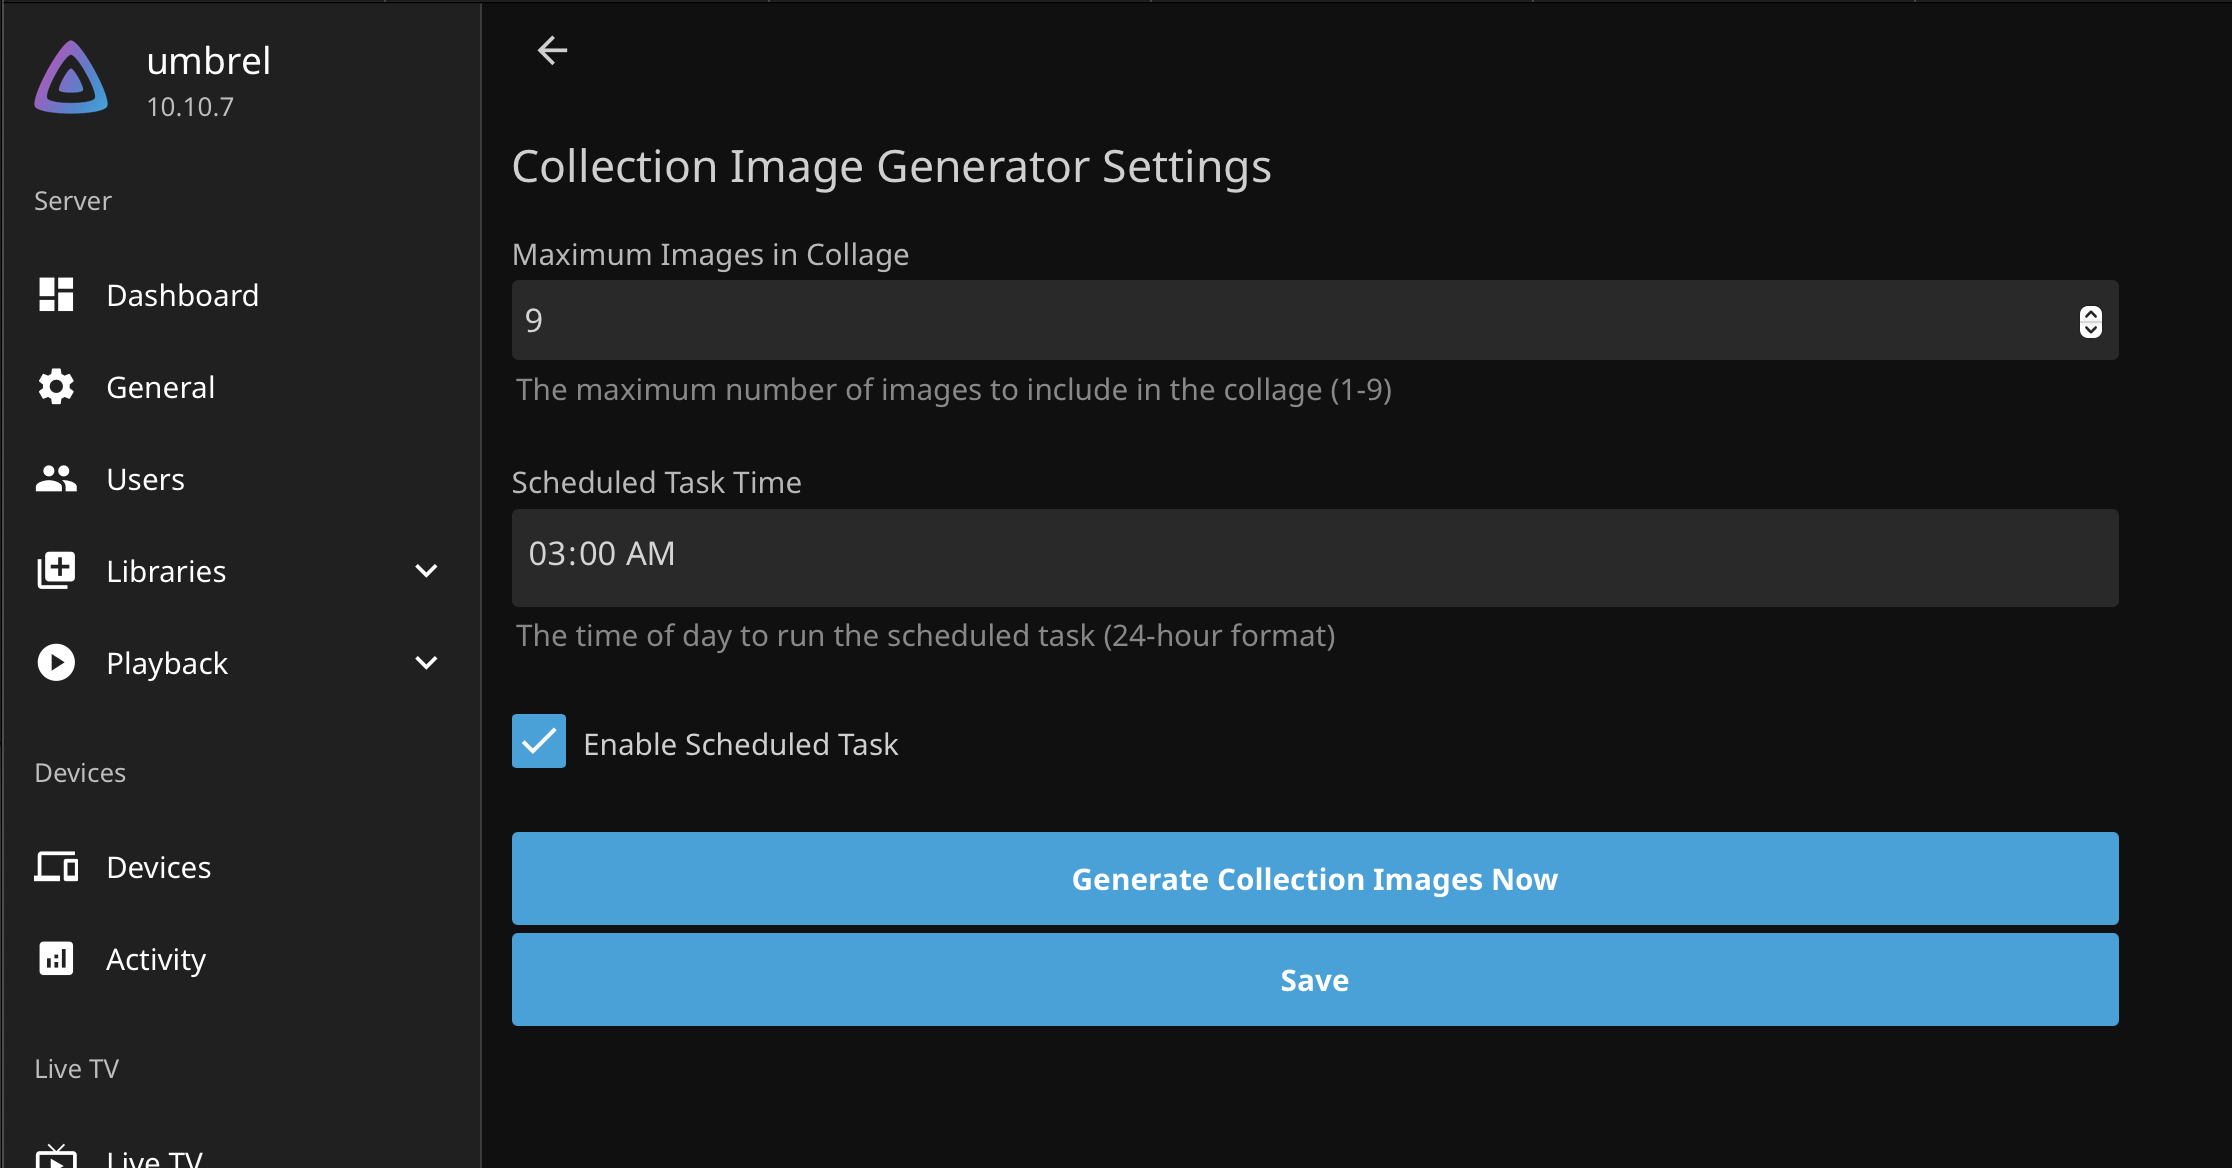 umbrel
10.10.7
Server
Dashboard
General
Users
Libraries
Playback
Devices
Devices
Activity
Live TV
Live TV
Collection Image Generator Settings
Maximum Images in Collage
9
The maximum number of images to include in the collage (1-9)
Scheduled Task Time
03:00 AM
The time of day to run the scheduled task (24-hour format)
Enable Scheduled Task
Generate Collection Images Now
Save